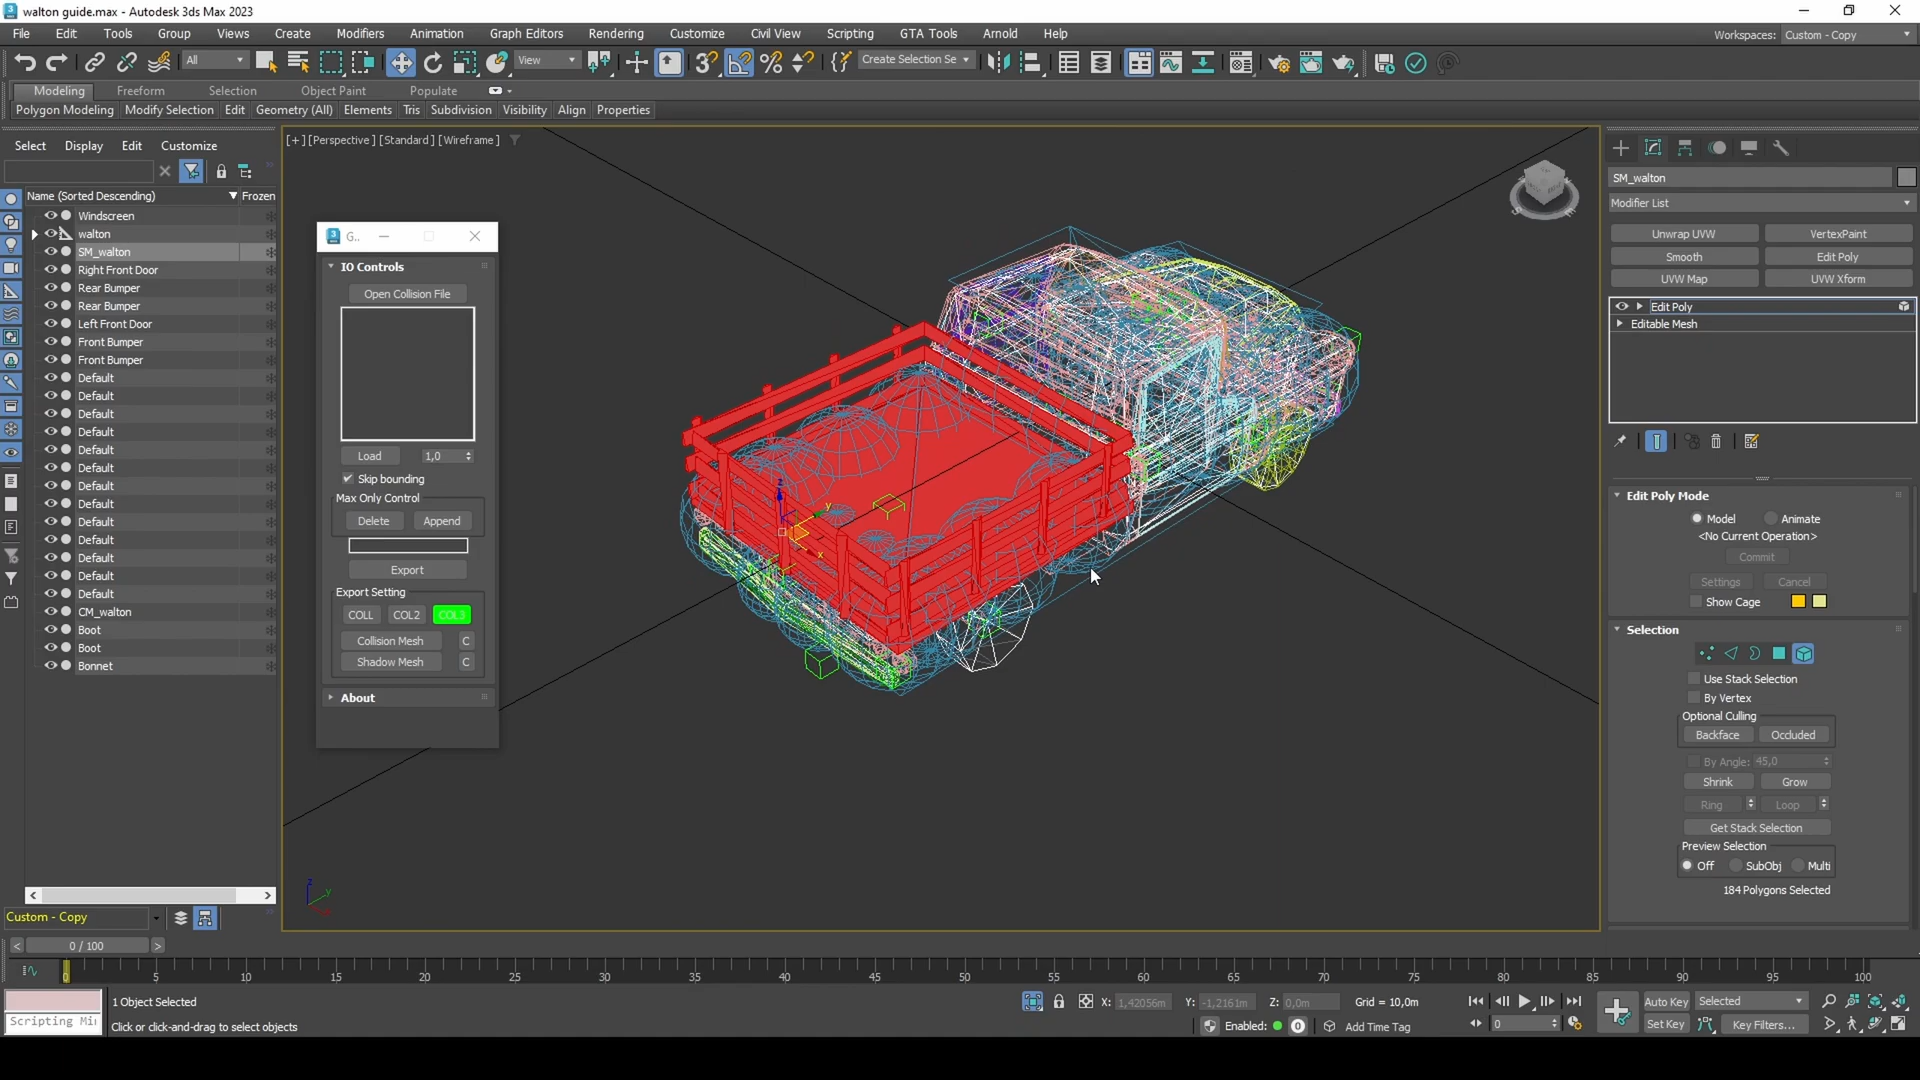 walton guide.max - Autodesk 3ds Max 2023
File Edit Tools Group Views Create Modifiers Animation Graph Editors Rendering Customize Civil View Scripting GTA Tools Arnold Help
Workspaces: Custom - Copy
All View Create Selection Se
Modeling Freeform Selection Object Paint Populate
Polygon Modeling Modify Selection Edit Geometry (All) Elements Tris Subdivision Visibility Align Properties
Select Display Edit Customize
Name (Sorted Descending) Frozen
Windscreen
walton
SM_walton
Right Front Door
Rear Bumper
Rear Bumper
Left Front Door
Front Bumper
Front Bumper
Default
Default
Default
Default
Default
Default
Default
Default
Default
Default
Default
Default
Default
CM_walton
Boot
Boot
Bonnet
Custom - Copy
[+] [Perspective ] [Standard ] [Wireframe ]
G..
IO Controls
Open Collision File
Load 1,0
Skip bounding
Max Only Control
Delete Append
Export
Export Setting
COLL COL2 COL3
Collision Mesh C
Shadow Mesh C
About
z y x
z y
SM_walton
Modifier List
Unwrap UVW VertexPaint
Smooth Edit Poly
UVW Map UVW Xform
Edit Poly
Editable Mesh
Edit Poly Mode
Model Animate
<No Current Operation>
Commit
Settings Cancel
Show Cage
Selection
Use Stack Selection
By Vertex
Optional Culling
Backface Occluded
By Angle: 45,0
Shrink Grow
Ring Loop
Get Stack Selection
Preview Selection
Off SubObj Multi
184 Polygons Selected
< 0 / 100 >
0 5 10 15 20 25 30 35 40 45 50 55 60 65 70 75 80 85 90 95 100
1 Object Selected
Scripting Mi
Click or click-and-drag to select objects
X: 1,42056m Y: -1,2161m Z: 0,0m Grid = 10,0m
Enabled: 0 Add Time Tag
0
Auto Key Selected
Set Key Key Filters...